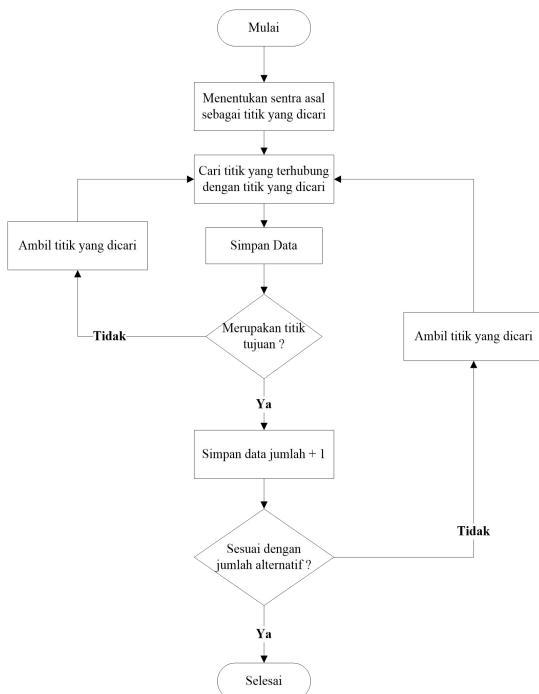 Mulai
Menentukan sentra asal
sebagai titik yang dicari
Cari titik yang terhubung
dengan titik yang dicari
Ambil titik yang dicari
Simpan Data
Merupakan titik
tujuan ?
Tidak
Ambil titik yang dicari
Ya
Simpan data jumlah + 1
Tidak
Sesuai dengan
jumlah alternatif ?
Ya
Selesai